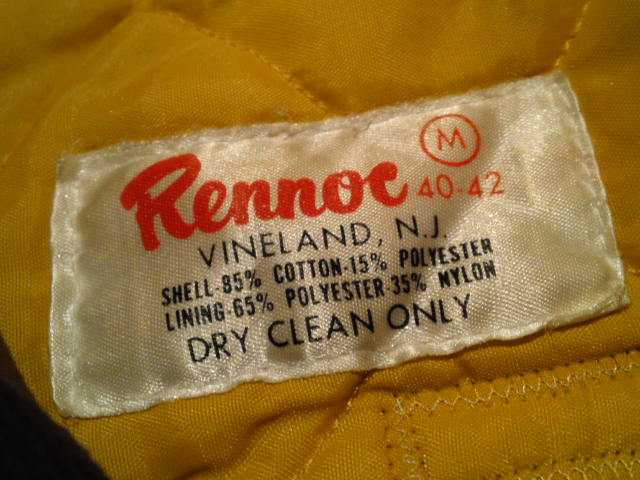 M
Rennoc 40-42
VINELAND, N.J.
SHELL-85% COTTON-15% POLYESTER
LINING-65% POLYESTER 35% NYLON
DRY CLEAN ONLY